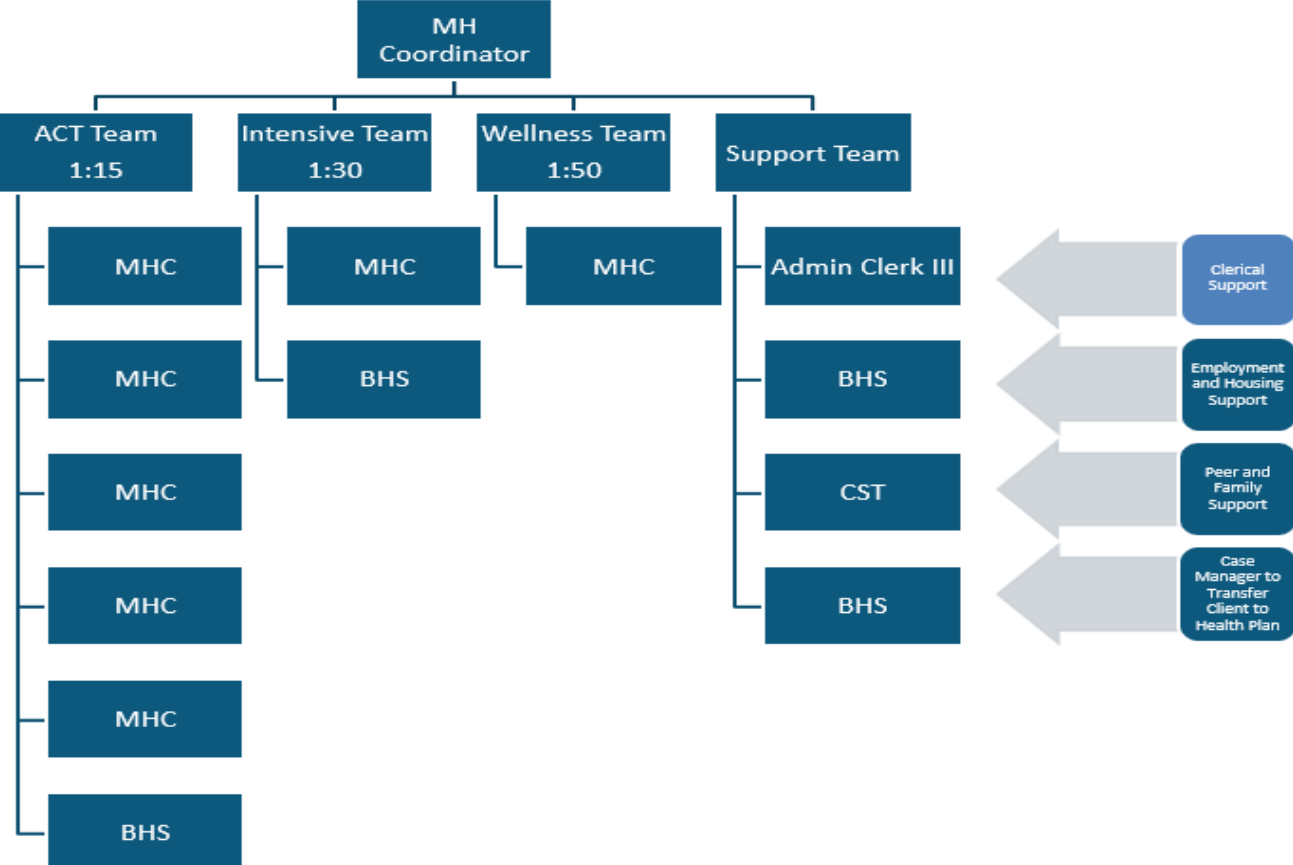 MH
Coordinator
ACT Team
1:15
Intensive Team
1:30
Wellness Team
1:50
Support Team
MHC
MHC
MHC
MHC
MHC
BHS
MHC
BHS
MHC
Admin Clerk III
BHS
CST
BHS
Clerical
Support
Employment
and Housing
Support
Peer and
Family
Support
Case
Manager to
Transfer
Client to
Health Plan